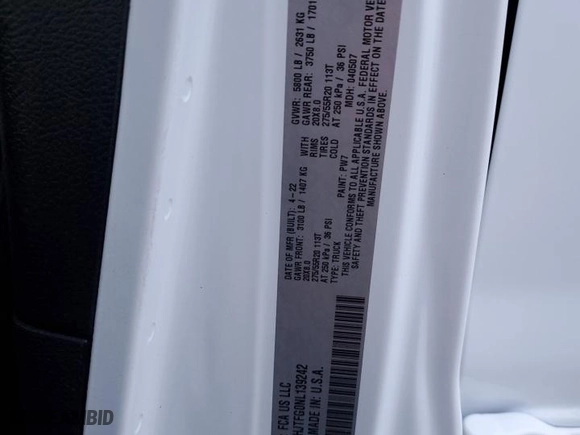 FCA US LLC
DATE OF MFR (BUILT): 4-22
GVWR: 5800 LB / 2631 KG
GAWR FRONT: 3100 LB / 1407 KG
WITH
GAWR REAR: 3750 LB / 1701
20X8.0
RIMS
20X8.0
275/55R20 113T
TIRES
275/55R20 113T
AT 250 kPa / 36 PSI
COLD
AT 250 kPa / 36 PSI
TYPE: TRUCK
PAINT: PW7
MDH: 040507
THIS VEHICLE CONFORMS TO ALL APPLICABLE U.S.A. FEDERAL MOTOR VE
SAFETY AND THEFT PREVENTION STANDARDS IN EFFECT ON THE DATE
MANUFACTURE SHOWN ABOVE.
HJTFGDNL139242
MADE IN U.S.A.
BID